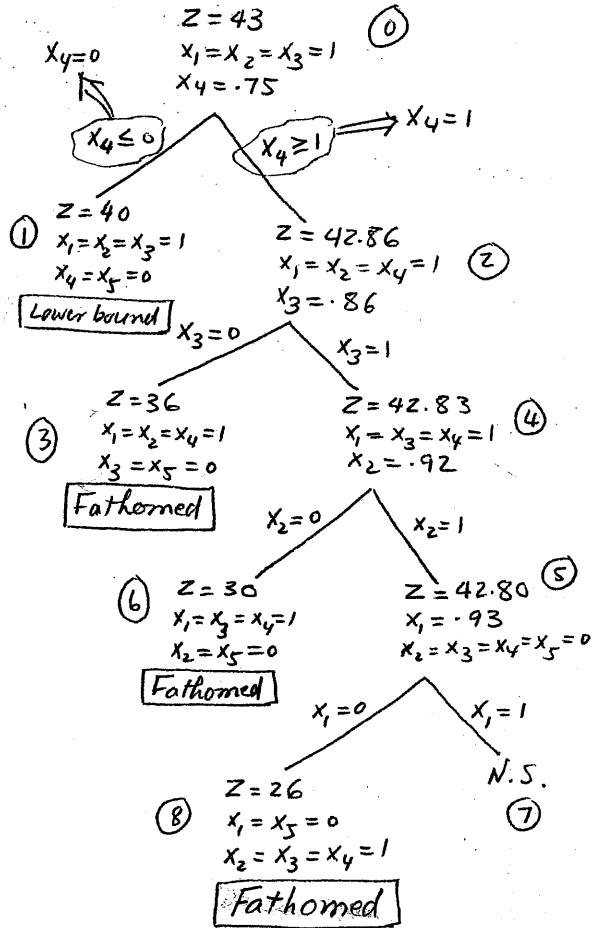 Z = 43
⓪
x₁ = x₂ = x₃ = 1
x₄ = .75
x₄=0
x₄ ≤ 0
x₄ ≥ 1
x₄ = 1
①
Z = 40
x₁ = x₂ = x₃ = 1
x₄ = x₅ = 0
Lower bound
②
Z = 42.86
x₁ = x₂ = x₄ = 1
x₃ = .86
x₃ = 0
x₃ = 1
③
Z = 36
x₁ = x₂ = x₄ = 1
x₃ = x₅ = 0
Fathomed
④
Z = 42.83
x₁ = x₃ = x₄ = 1
x₂ = .92
x₂ = 0
x₂ = 1
⑥
Z = 30
x₁ = x₃ = x₄ = 1
x₂ = x₅ = 0
Fathomed
⑤
Z = 42.80
x₁ = .93
x₂ = x₃ = x₄ = x₅ = 0
x₁ = 0
x₁ = 1
N.S.
⑦
⑧
Z = 26
x₁ = x₅ = 0
x₂ = x₃ = x₄ = 1
Fathomed